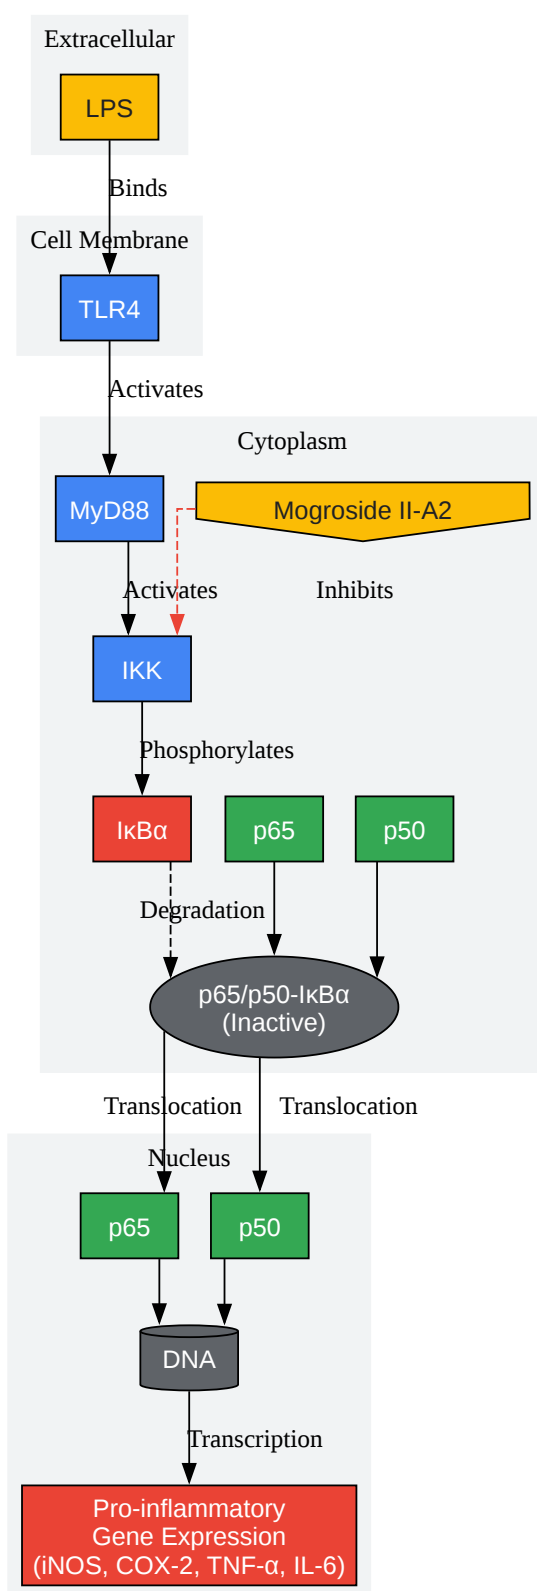 Extracellular
LPS
Binds
Cell Membrane
TLR4
Activates
Cytoplasm
MyD88
Mogroside II-A2
Activates
Inhibits
IKK
Phosphorylates
IκBα
p65
p50
Degradation
p65/p50-IκBα
(Inactive)
Translocation
Translocation
Nucleus
p65
p50
DNA
Transcription
Pro-inflammatory
Gene Expression
(iNOS, COX-2, TNF-α, IL-6)